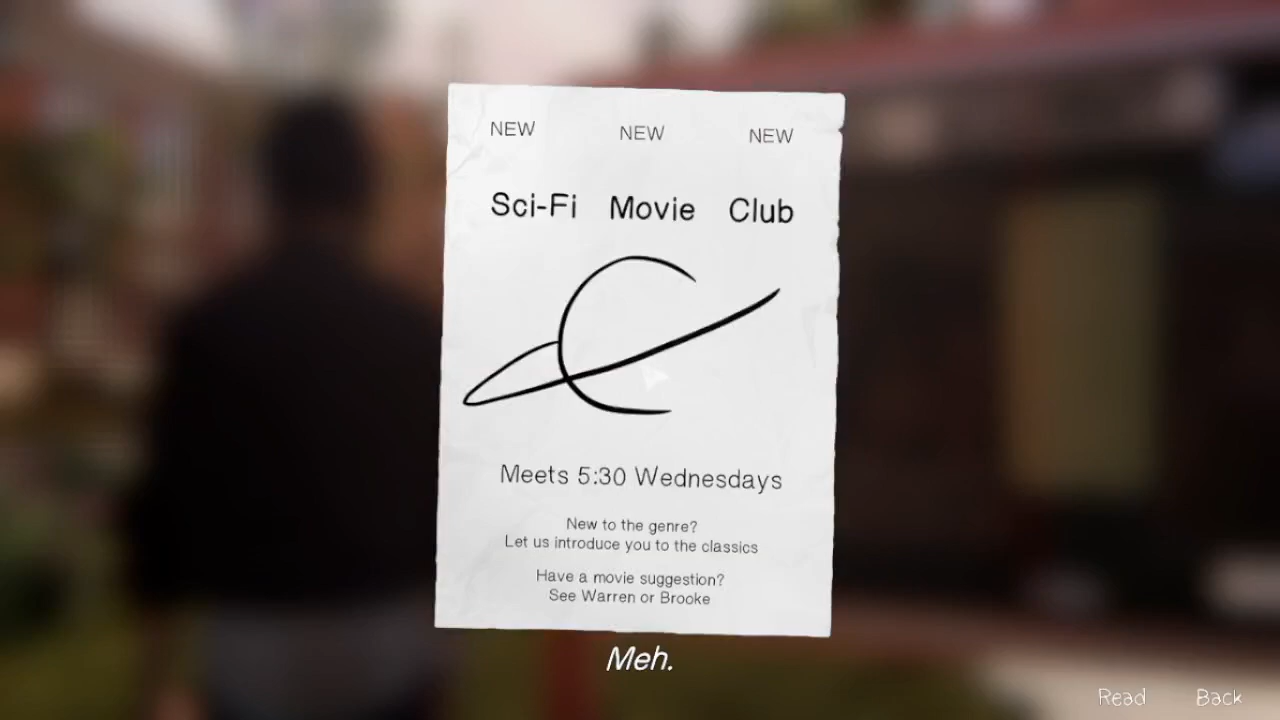 NEW NEW NEW
Sci-Fi Movie Club
Meets 5:30 Wednesdays
New to the genre?
Let us introduce you to the classics
Have a movie suggestion?
See Warren or Brooke
Meh.
Read Back